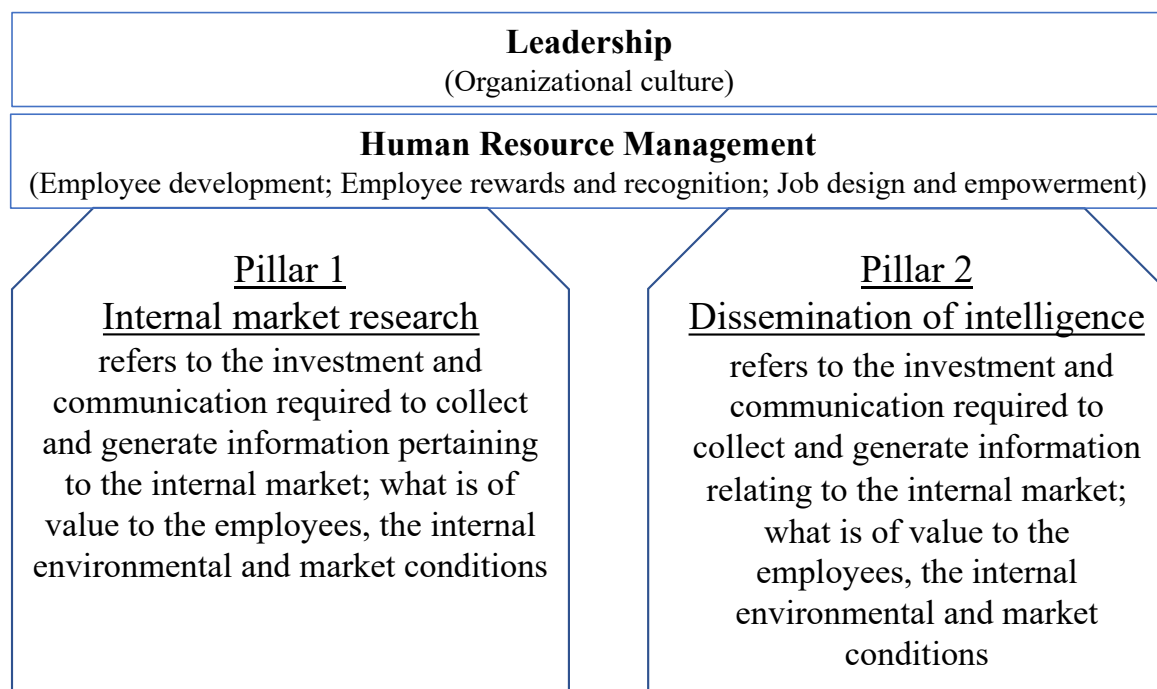 Leadership
(Organizational culture)
Human Resource Management
(Employee development; Employee rewards and recognition; Job design and empowerment)
Pillar 1
Internal market research
refers to the investment and
communication required to collect
and generate information pertaining
to the internal market; what is of
value to the employees, the internal
environmental and market conditions
Pillar 2
Dissemination of intelligence
refers to the investment and
communication required to
collect and generate information
relating to the internal market;
what is of value to the
employees, the internal
environmental and market
conditions